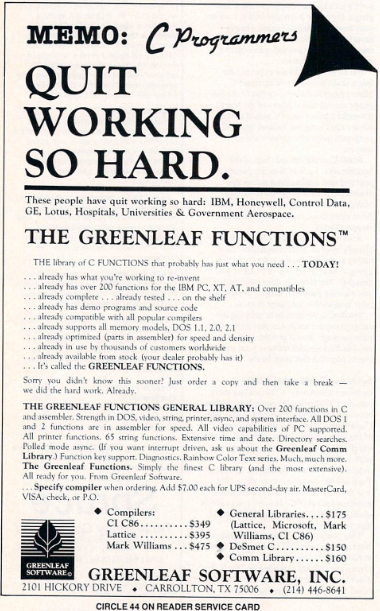 MEMO: C Programmers
QUIT
WORKING
SO HARD.
These people have quit working so hard: IBM, Honeywell, Control Data,
GE, Lotus, Hospitals, Universities & Government Aerospace.
THE GREENLEAF FUNCTIONS™
THE library of C FUNCTIONS that probably has just what you need . . . TODAY!
. . . already has what you're working to re-invent
. . . already has over 200 functions for the IBM PC, XT, AT, and compatibles
. . . already complete . . . already tested . . . on the shelf
. . . already has demo programs and source code
. . . already compatible with all popular compilers
. . . already supports all memory models, DOS 1.1, 2.0, 2.1
. . . already optimized (parts in assembler) for speed and density
. . . already in use by thousands of customers worldwide
. . . already available from stock (your dealer probably has it)
. . . It's called the GREENLEAF FUNCTIONS.
Sorry you didn't know this sooner? Just order a copy and then take a break —
we did the hard work. Already.
THE GREENLEAF FUNCTIONS GENERAL LIBRARY: Over 200 functions in C
and assembler. Strength in DOS, video, string, printer, async, and system interface. All DOS 1
and 2 functions are in assembler for speed. All video capabilities of PC supported.
All printer functions. 65 string functions. Extensive time and date. Directory searches.
Polled mode async. (If you want interrupt driven, ask us about the Greenleaf Comm
Library.) Function key support. Diagnostics. Rainbow Color Text series. Much, much more.
The Greenleaf Functions. Simply the finest C library (and the most extensive).
All ready for you. From Greenleaf Software.
. . . Specify compiler when ordering. Add $7.00 each for UPS second-day air. MasterCard,
VISA, check, or P.O.
◆ Compilers:
CI C86. . . . . . . . . . $349
Lattice . . . . . . . . . . $395
Mark Williams . . . $475
◆ General Libraries. . . . $175
(Lattice, Microsoft, Mark
Williams, CI C86)
◆ DeSmet C . . . . . . . . . . $150
◆ Comm Library. . . . . . $160
GREENLEAF
SOFTWARE®
GREENLEAF SOFTWARE, INC.
2101 HICKORY DRIVE ◆ CARROLLTON, TX 75006 ◆ (214) 446-8641
CIRCLE 44 ON READER SERVICE CARD